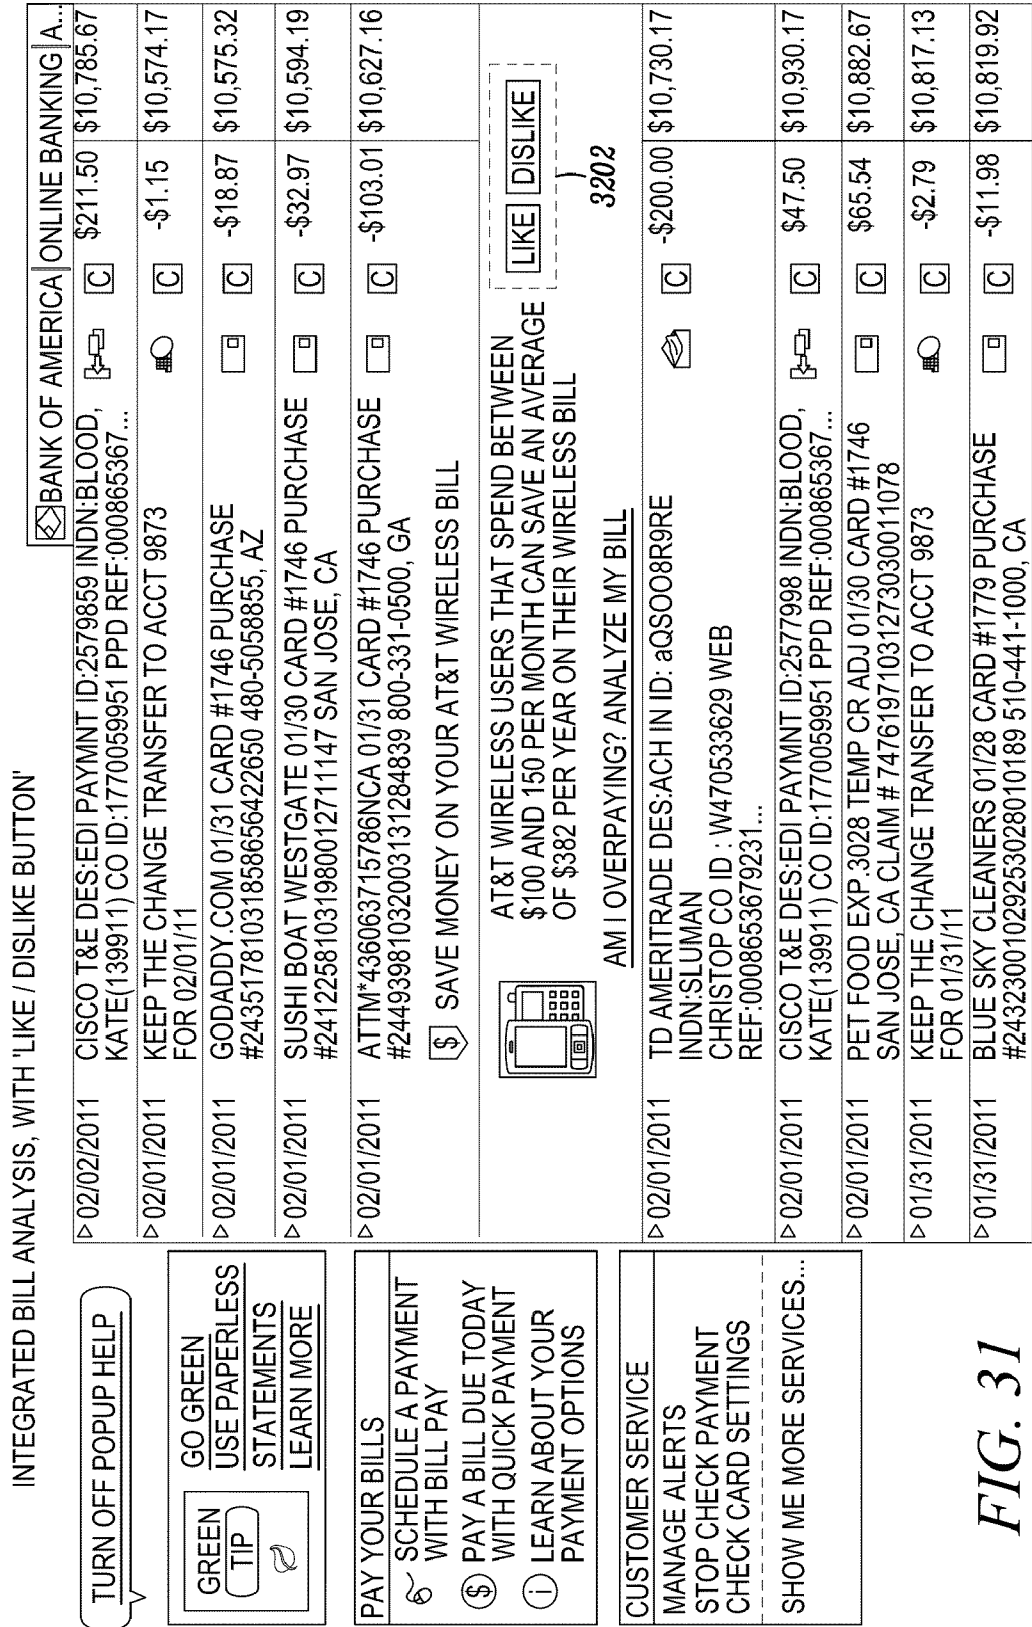 INTEGRATED BILL ANALYSIS, WITH 'LIKE / DISLIKE BUTTON'
TURN OFF POPUP HELP
GREEN
TIP
GO GREEN
USE PAPERLESS
STATEMENTS
LEARN MORE
PAY YOUR BILLS
SCHEDULE A PAYMENT
WITH BILL PAY
$ PAY A BILL DUE TODAY
WITH QUICK PAYMENT
i LEARN ABOUT YOUR
PAYMENT OPTIONS
CUSTOMER SERVICE
MANAGE ALERTS
STOP CHECK PAYMENT
CHECK CARD SETTINGS
SHOW ME MORE SERVICES...
BANK OF AMERICA ONLINE BANKING A...
02/02/2011 CISCO T&E DES:EDI PAYMNT ID:2579859 INDN:BLOOD, C $211.50 $10,785.67
KATE(139911) CO ID:1770059951 PPD REF:000865367...
02/01/2011 KEEP THE CHANGE TRANSFER TO ACCT 9873 C -$1.15 $10,574.17
FOR 02/01/11
02/01/2011 GODADDY.COM 01/31 CARD #1746 PURCHASE C -$18.87 $10,575.32
#24351781031858656422650 480-5058855, AZ
02/01/2011 SUSHI BOAT WESTGATE 01/30 CARD #1746 PURCHASE C -$32.97 $10,594.19
#24122581031980012711147 SAN JOSE, CA
02/01/2011 ATTM*436063715786NCA 01/31 CARD #1746 PURCHASE C -$103.01 $10,627.16
#24493981032003131284839 800-331-0500, GA
$ SAVE MONEY ON YOUR AT&T WIRELESS BILL
AT&T WIRELESS USERS THAT SPEND BETWEEN
$100 AND 150 PER MONTH CAN SAVE AN AVERAGE
OF $382 PER YEAR ON THEIR WIRELESS BILL
LIKE DISLIKE
3202
AM I OVERPAYING? ANALYZE MY BILL
02/01/2011 TD AMERITRADE DES:ACH IN ID: aQSOO8R9RE C -$200.00 $10,730.17
INDN:SLUMAN
CHRISTOP CO ID : W470533629 WEB
REF:000865367923​1...
02/01/2011 CISCO T&E DES:EDI PAYMNT ID:2577998 INDN:BLOOD, C $47.50 $10,930.17
KATE(139911) CO ID:1770059951 PPD REF:000865367...
02/01/2011 PET FOOD EXP.3028 TEMP CR ADJ 01/30 CARD #1746 C $65.54 $10,882.67
SAN JOSE, CA CLAIM # 74761971031273030011078
01/31/2011 KEEP THE CHANGE TRANSFER TO ACCT 9873 C -$2.79 $10,817.13
FOR 01/31/11
01/31/2011 BLUE SKY CLEANERS 01/28 CARD #1779 PURCHASE C -$11.98 $10,819.92
#24323001029253028010189 510-441-1000, CA
FIG. 31